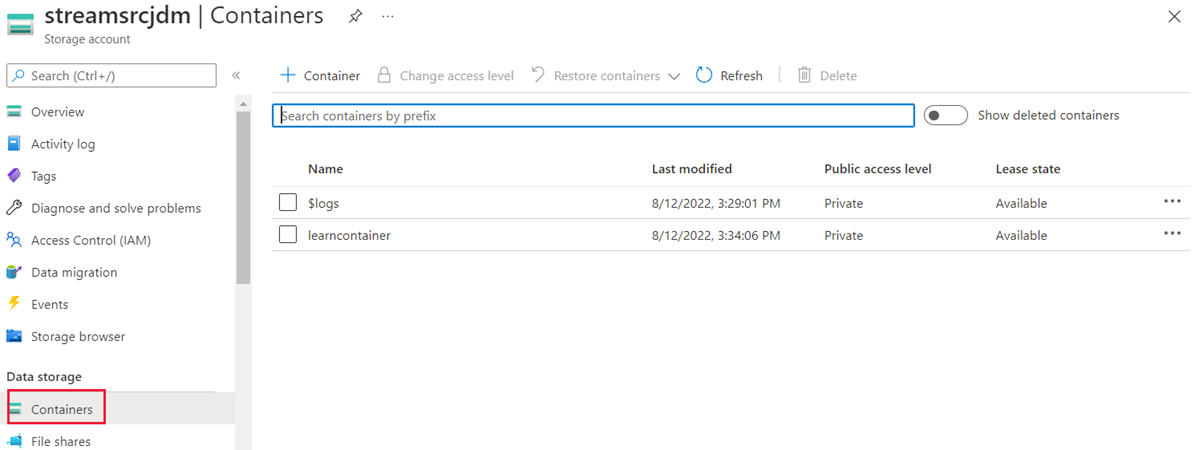 streamsrcjdm | Containers ...
Storage account
Search (Ctrl+/) «
Overview
Activity log
Tags
Diagnose and solve problems
Access Control (IAM)
Data migration
Events
Storage browser
Data storage
Containers
File shares
+ Container Change access level Restore containers Refresh Delete
Search containers by prefix Show deleted containers
Name Last modified Public access level Lease state
$logs 8/12/2022, 3:29:01 PM Private Available ...
learncontainer 8/12/2022, 3:34:06 PM Private Available ...